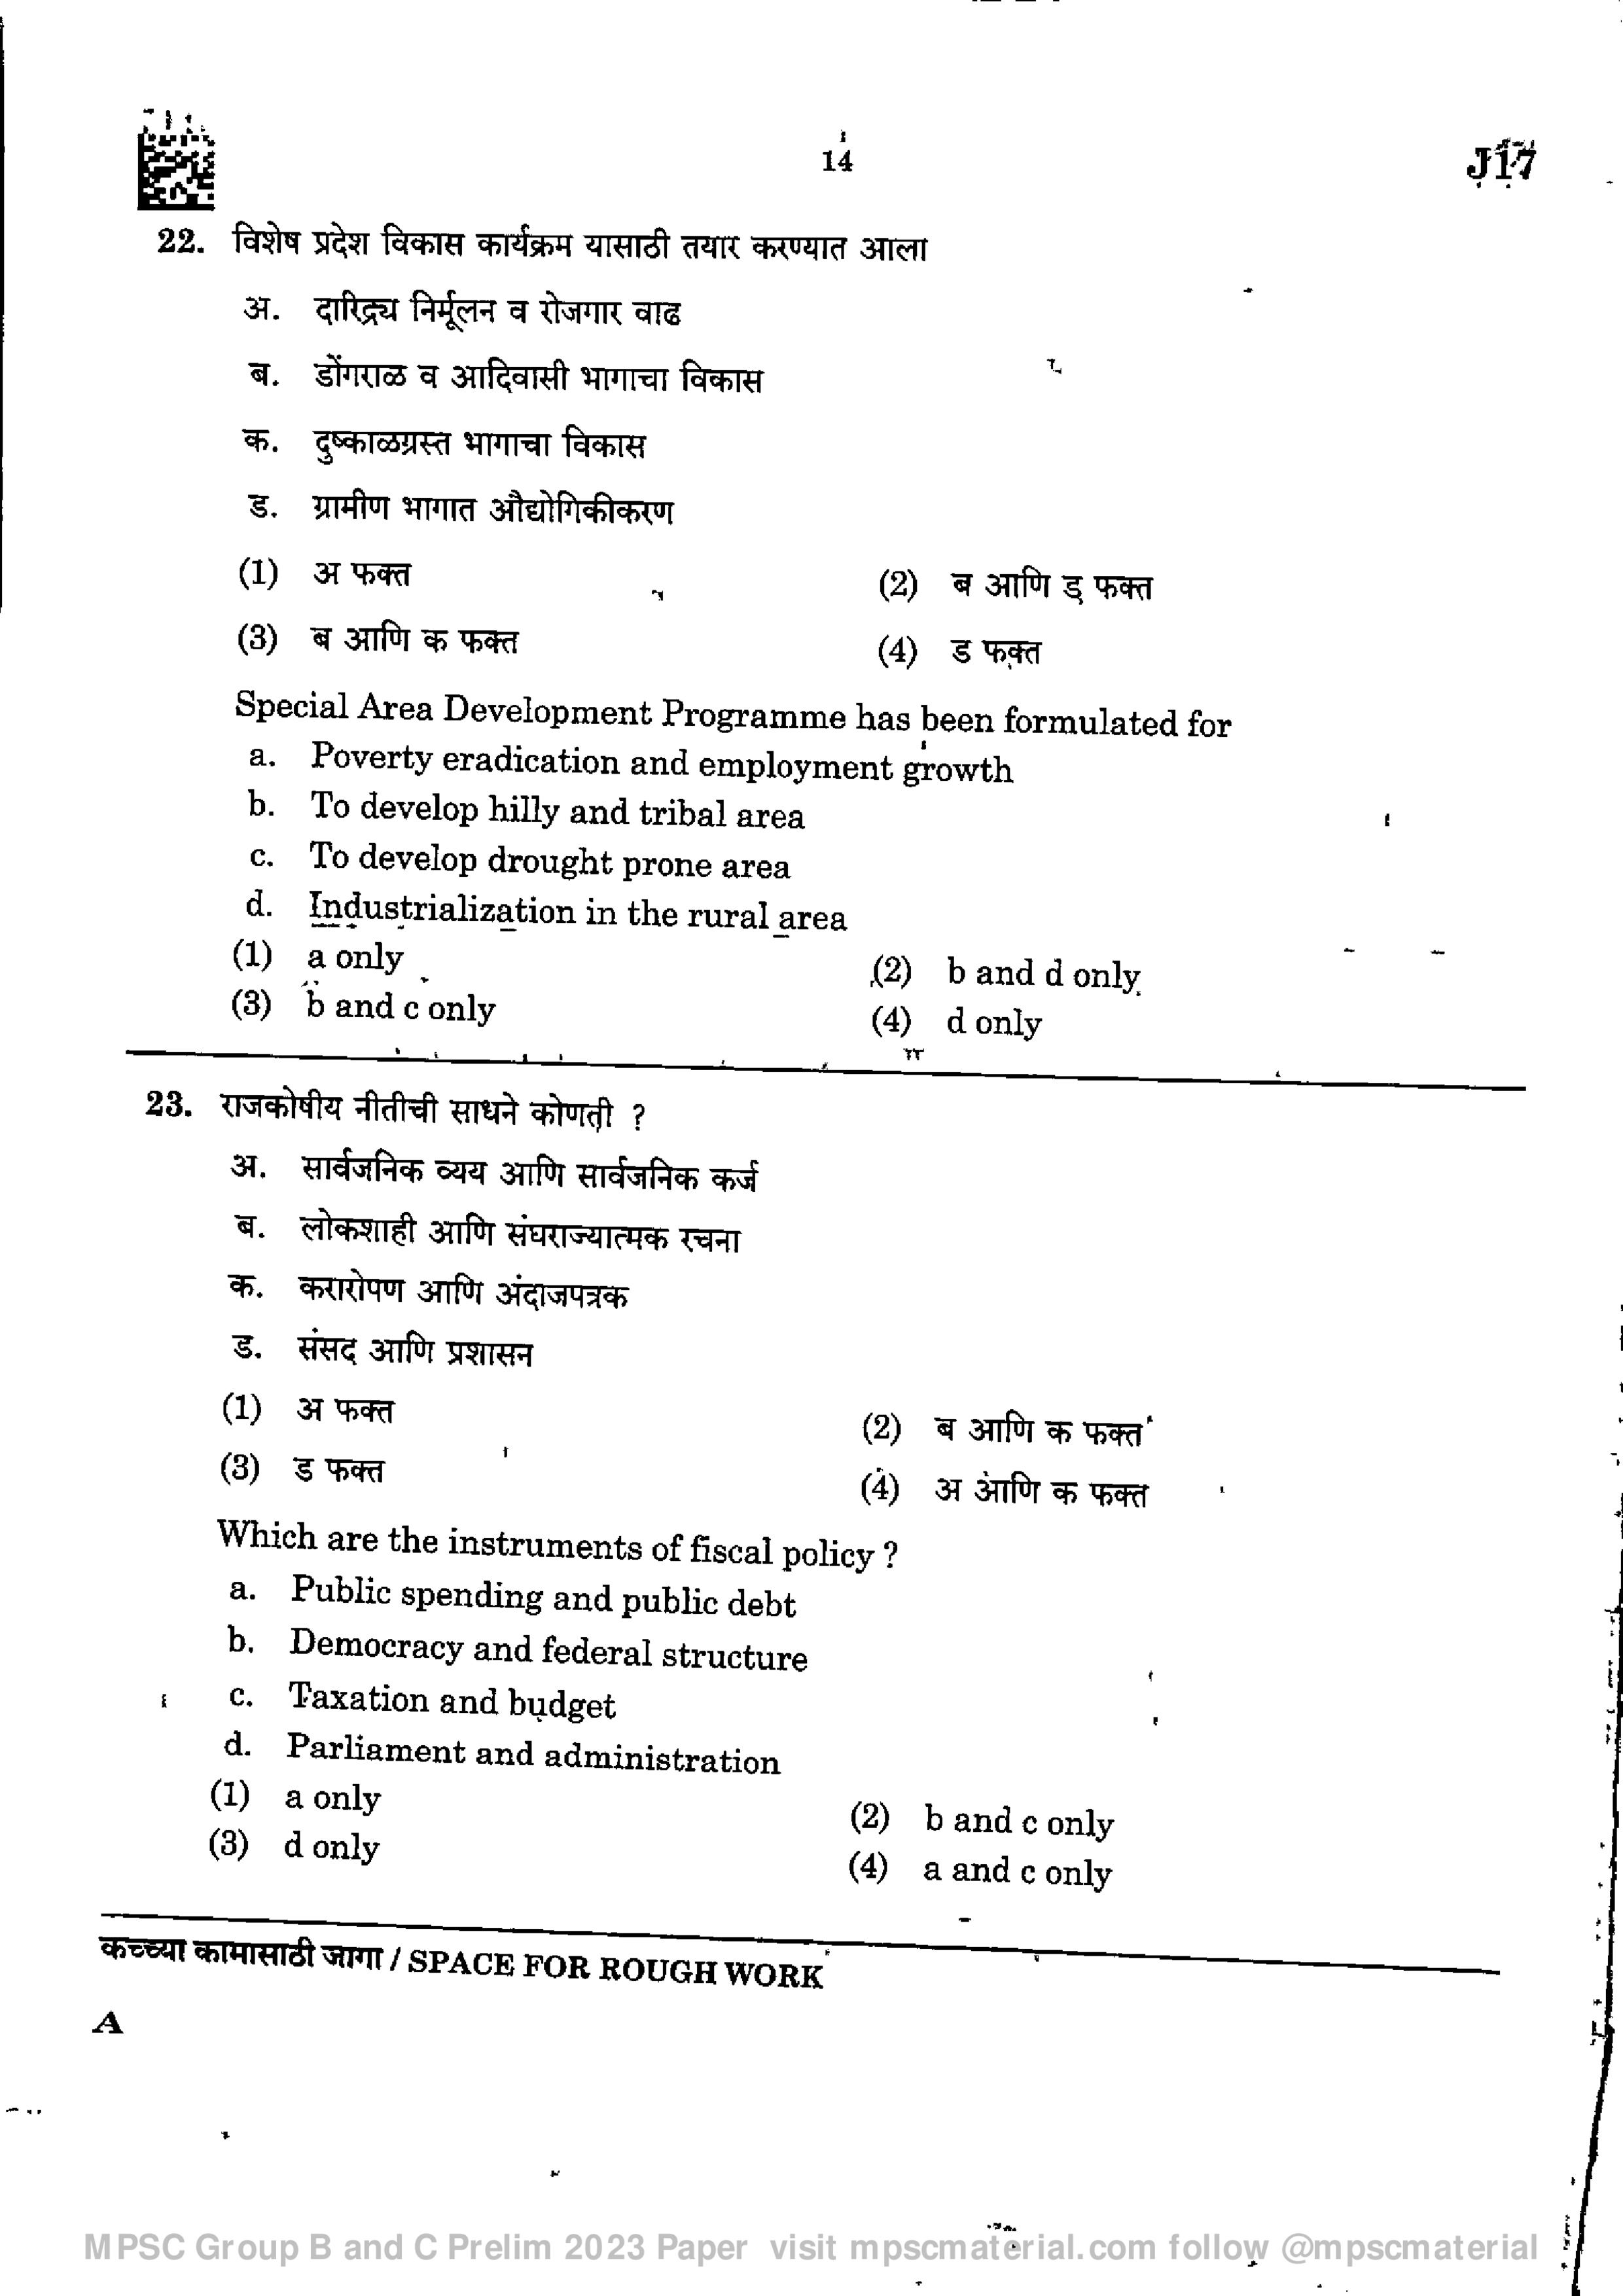 14
J17
22. विशेष प्रदेश विकास कार्यक्रम यासाठी तयार करण्यात आला
अ. दारिद्र्य निर्मूलन व रोजगार वाढ
ब. डोंगराळ व आदिवासी भागाचा विकास
क. दुष्काळग्रस्त भागाचा विकास
ड. ग्रामीण भागात औद्योगिकीकरण
(1) अ फक्त (2) ब आणि ड फक्त
(3) ब आणि क फक्त (4) ड फक्त
Special Area Development Programme has been formulated for
a. Poverty eradication and employment growth
b. To develop hilly and tribal area
c. To develop drought prone area
d. Industrialization in the rural area
(1) a only (2) b and d only
(3) b and c only (4) d only
23. राजकोषीय नीतीची साधने कोणती ?
अ. सार्वजनिक व्यय आणि सार्वजनिक कर्ज
ब. लोकशाही आणि संघराज्यात्मक रचना
क. करारोपण आणि अंदाजपत्रक
ड. संसद आणि प्रशासन
(1) अ फक्त (2) ब आणि क फक्त
(3) ड फक्त (4) अ आणि क फक्त
Which are the instruments of fiscal policy ?
a. Public spending and public debt
b. Democracy and federal structure
c. Taxation and budget
d. Parliament and administration
(1) a only (2) b and c only
(3) d only (4) a and c only
कच्च्या कामासाठी जागा / SPACE FOR ROUGH WORK
A
MPSC Group B and C Prelim 2023 Paper visit mpscmaterial.com follow @mpscmaterial